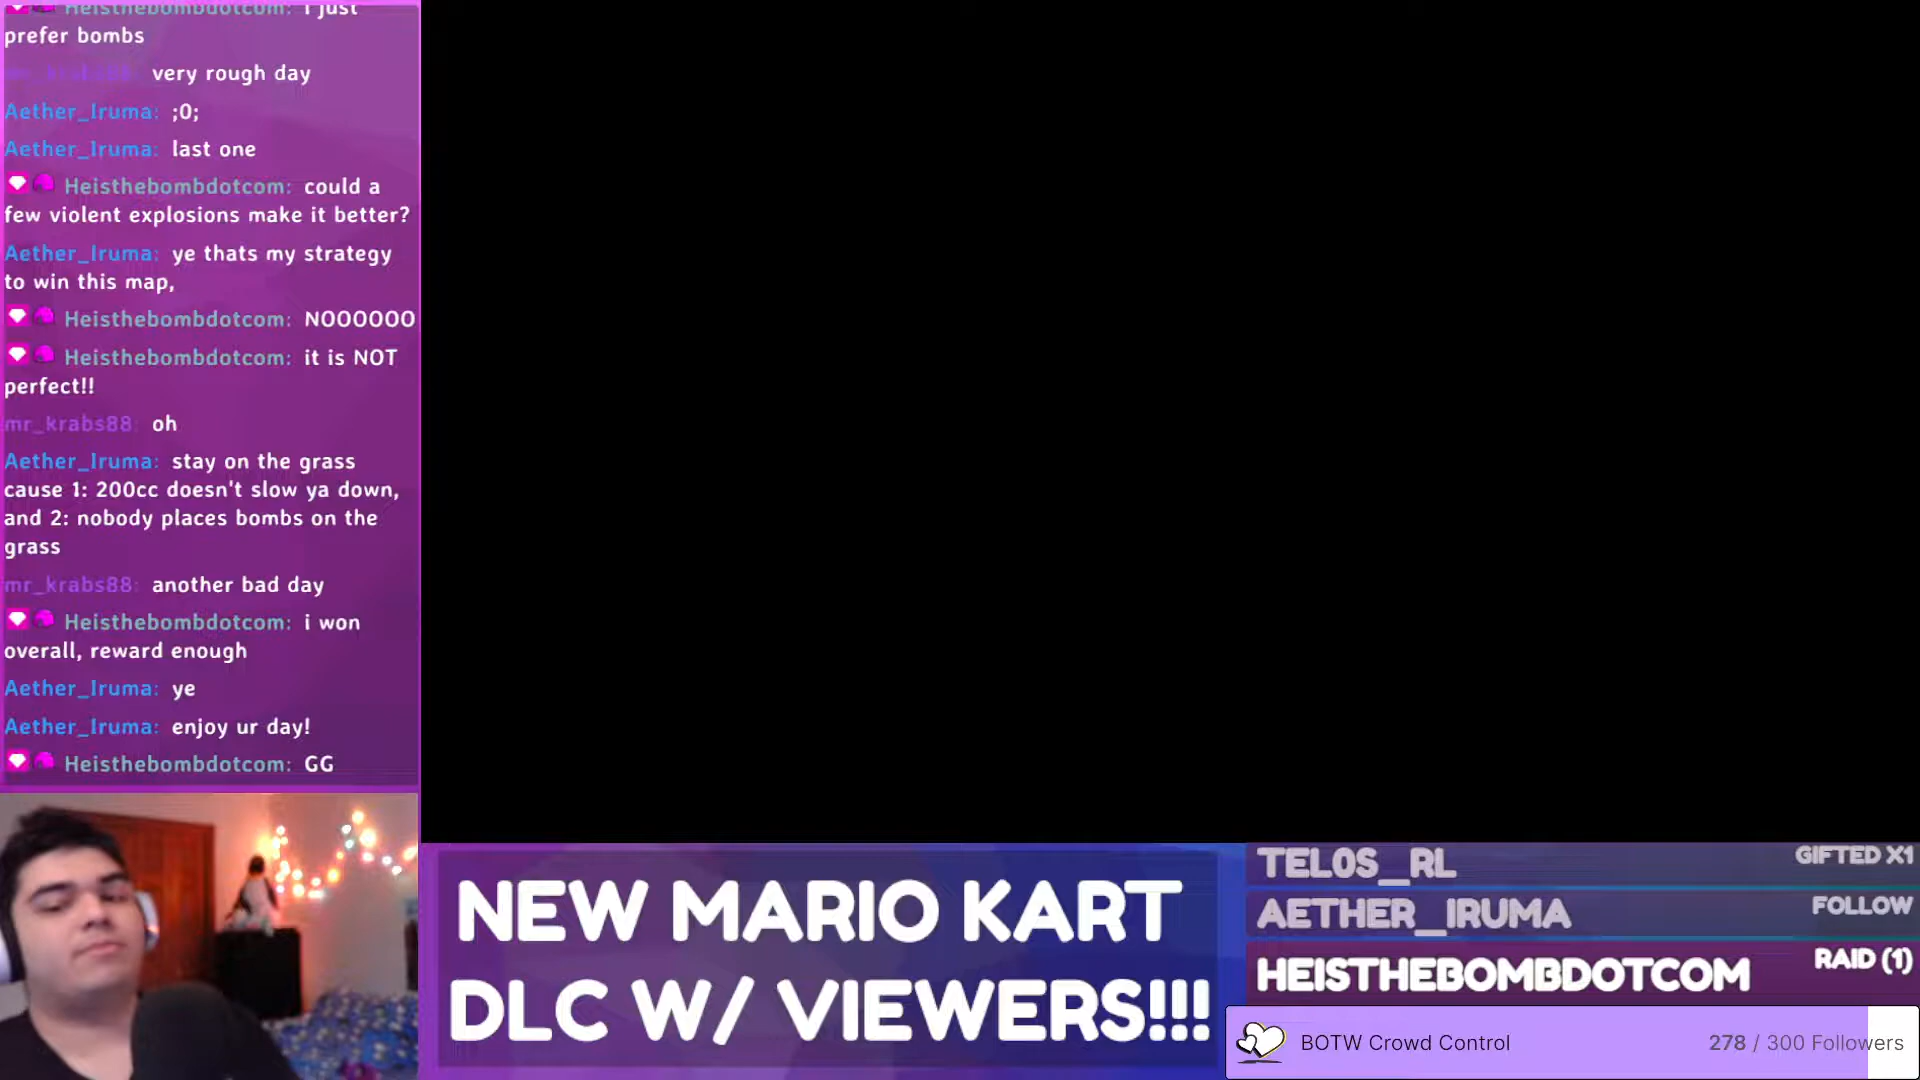 Heisthebombdotcom: i just
prefer bombs
mr_krabs88: very rough day
Aether_Iruma: ;0;
Aether_Iruma: last one
Heisthebombdotcom: could a
few violent explosions make it better?
Aether_Iruma: ye thats my strategy
to win this map,
Heisthebombdotcom: NOOOOOO
Heisthebombdotcom: it is NOT
perfect!!
mr_krabs88: oh
Aether_Iruma: stay on the grass
cause 1: 200cc doesn't slow ya down,
and 2: nobody places bombs on the
grass
mr_krabs88: another bad day
Heisthebombdotcom: i won
overall, reward enough
Aether_Iruma: ye
Aether_Iruma: enjoy ur day!
Heisthebombdotcom: GG
NEW MARIO KART
DLC W/ VIEWERS!!!
TEL0S_RL GIFTED X1
AETHER_IRUMA FOLLOW
HEISTHEBOMBDOTCOM RAID (1)
BOTW Crowd Control 278 / 300 Followers